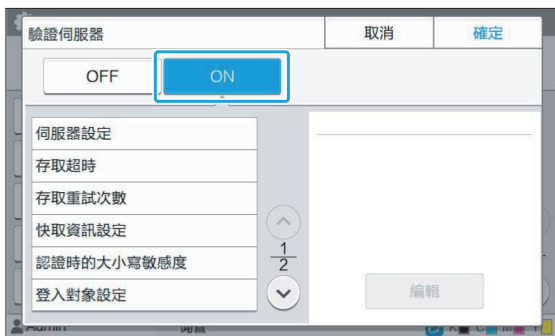 驗證伺服器
取消
確定
OFF
ON
伺服器設定
存取超時
存取重試次數
快取資訊設定
認證時的大小寫敏感度
登入對象設定
1
2
編輯
Admin
閒置
K
C
M
Y